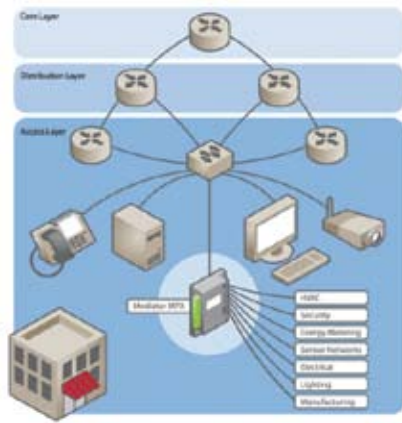 Core Layer
Distribution Layer
Access Layer
Mediator
HVAC
Security
Energy Metering
Sensor Networks
Electrical
Lighting
Manufacturing